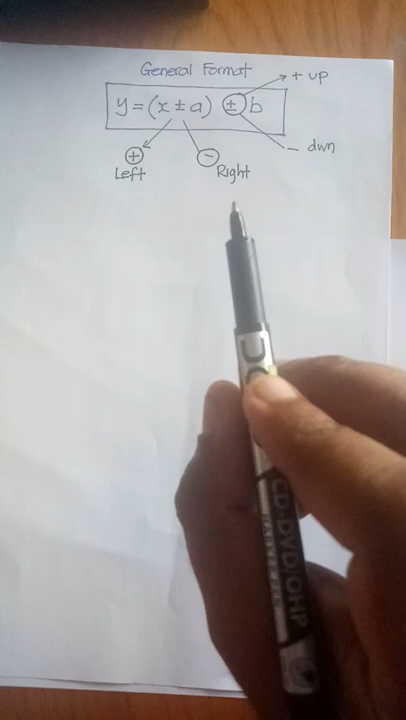 General Format
+ up
y = (x ± a) ± b
- dwn
+ -
Left Right
CD-DVD/OHP